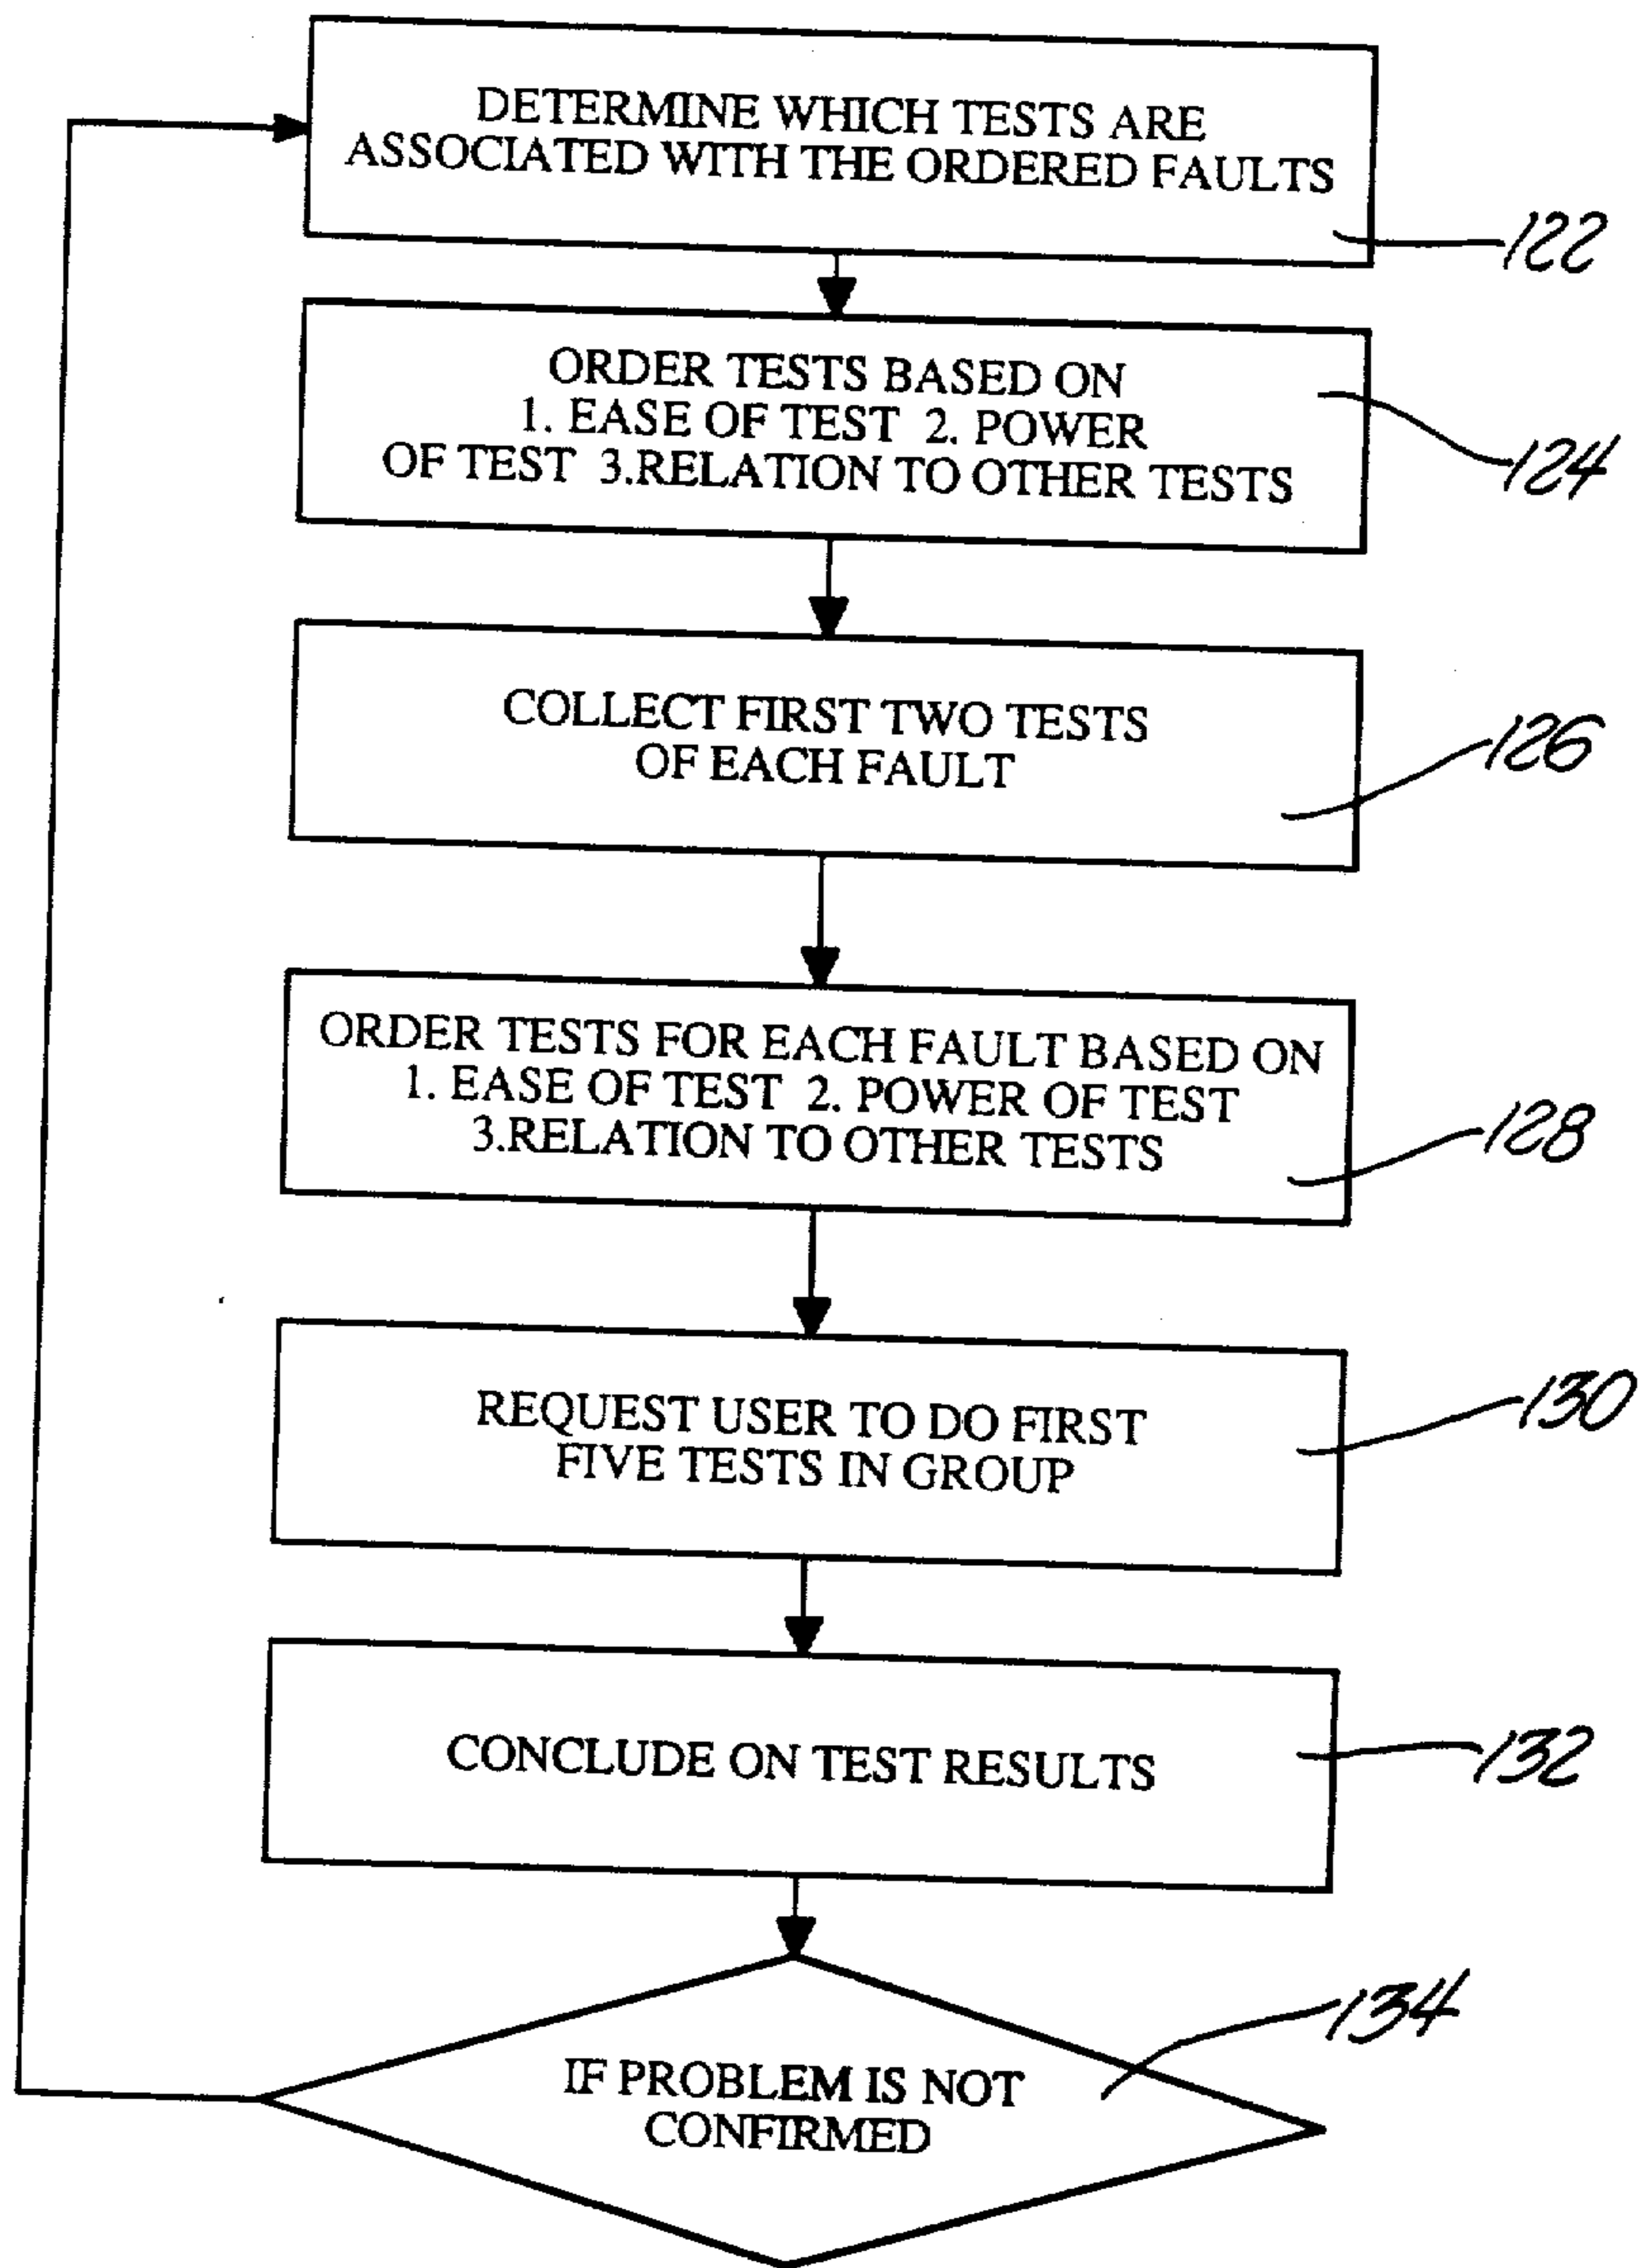 DETERMINE WHICH TESTS ARE
ASSOCIATED WITH THE ORDERED FAULTS
122
ORDER TESTS BASED ON
1. EASE OF TEST 2. POWER
OF TEST 3.RELATION TO OTHER TESTS
124
COLLECT FIRST TWO TESTS
OF EACH FAULT
126
ORDER TESTS FOR EACH FAULT BASED ON
1. EASE OF TEST 2. POWER OF TEST
3.RELATION TO OTHER TESTS
128
REQUEST USER TO DO FIRST
FIVE TESTS IN GROUP
130
CONCLUDE ON TEST RESULTS
132
IF PROBLEM IS NOT
CONFIRMED
134